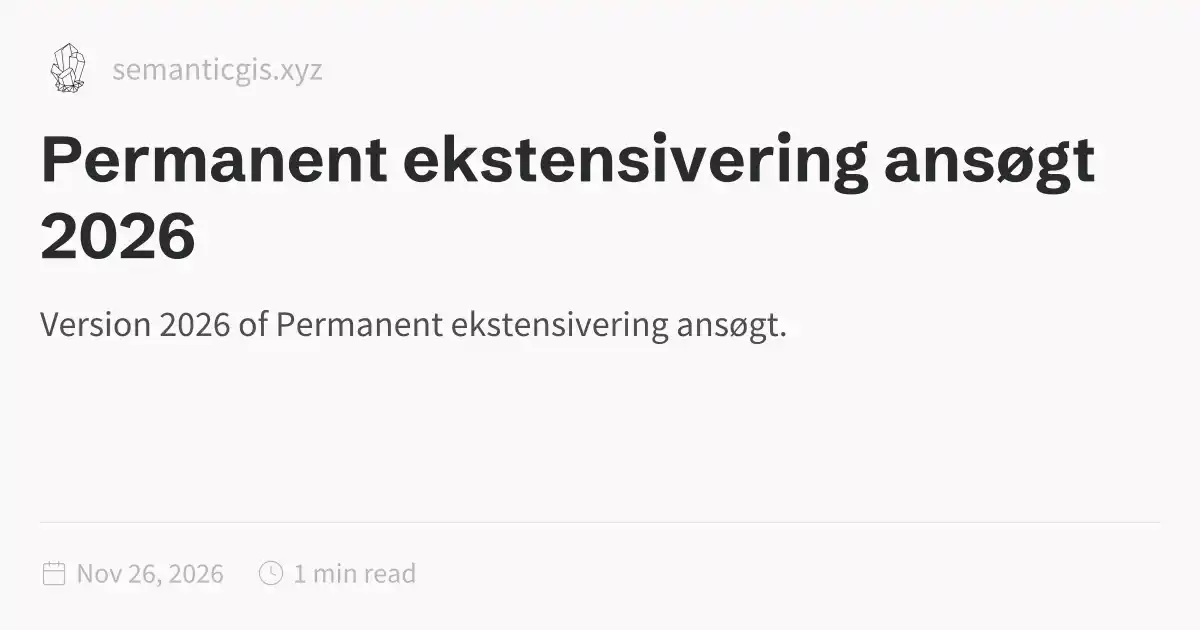 semanticgis.xyz
Permanent ekstensivering ansøgt
2026
Version 2026 of Permanent ekstensivering ansøgt.
Nov 26, 2026
1 min read